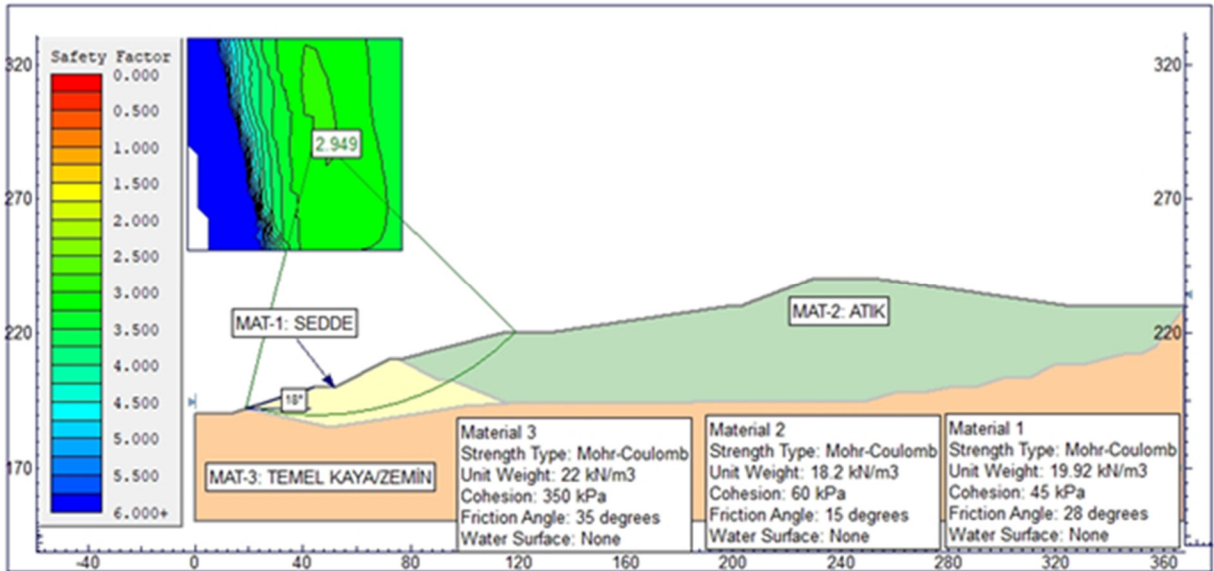 Safety Factor
0.000
0.500
1.000
1.500
2.000
2.500
3.000
3.500
4.000
4.500
5.000
5.500
6.000+
320
270
220
170
2.949
MAT-1: SEDDE
18°
MAT-2: ATIK
MAT-3: TEMEL KAYA/ZEMİN
320
270
220
Material 3
Strength Type: Mohr-Coulomb
Unit Weight: 22 kN/m3
Cohesion: 350 kPa
Friction Angle: 35 degrees
Water Surface: None
Material 2
Strength Type: Mohr-Coulomb
Unit Weight: 18.2 kN/m3
Cohesion: 60 kPa
Friction Angle: 15 degrees
Water Surface: None
Material 1
Strength Type: Mohr-Coulomb
Unit Weight: 19.92 kN/m3
Cohesion: 45 kPa
Friction Angle: 28 degrees
Water Surface: None
-40 0 40 80 120 160 200 240 280 320 360